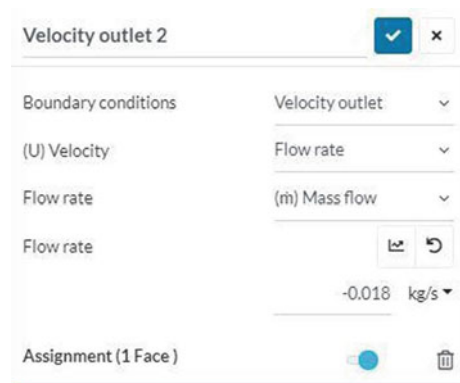 Velocity outlet 2
Boundary conditions Velocity outlet
(U) Velocity Flow rate
Flow rate (ṁ) Mass flow
Flow rate
-0.018 kg/s
Assignment (1 Face )